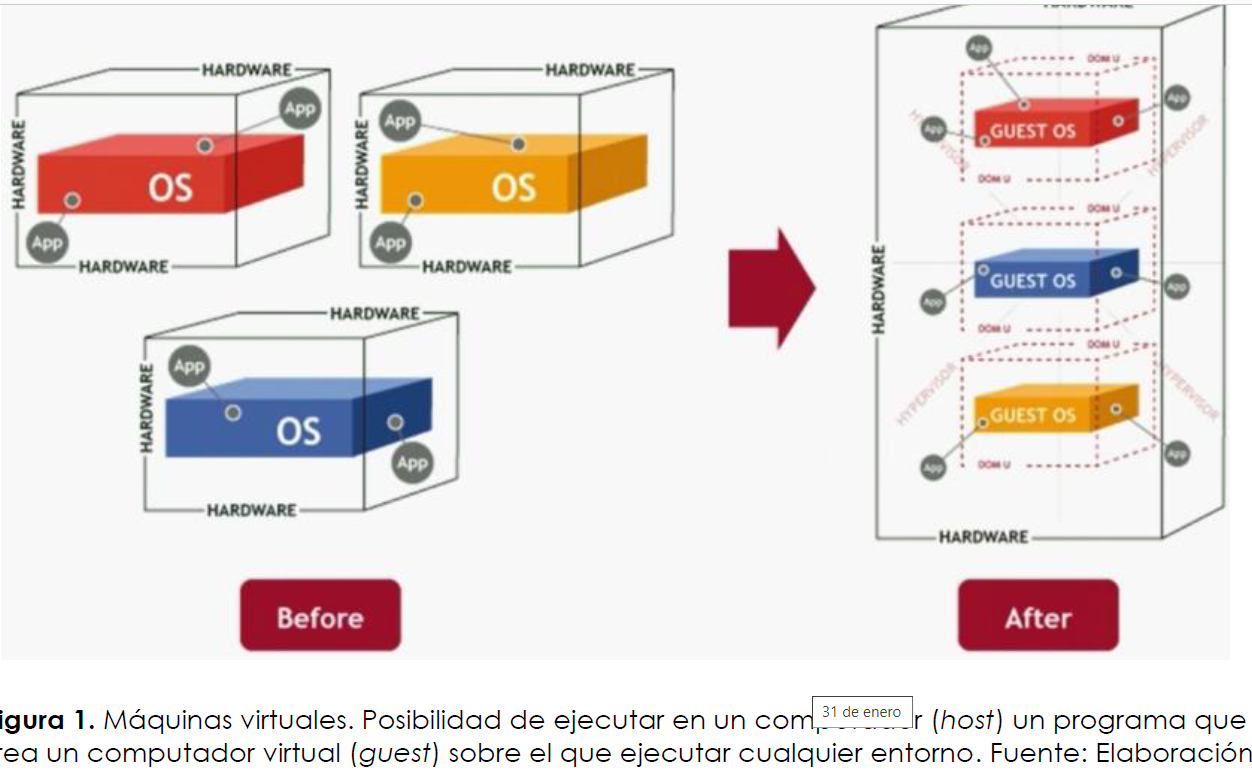 HARDWARE
HARDWARE
App
OS
App
HARDWARE
HARDWARE
HARDWARE
App
OS
App
HARDWARE
HARDWARE
HARDWARE
App
OS
App
HARDWARE
Before
HARDWARE
HARDWARE
App
DOM U
App
App
GUEST OS
HYPERVISOR
HYPERVISOR
DOM U
DOM U
GUEST OS
App
App
DOM U
DOM U
HYPERVISOR
HYPERVISOR
GUEST OS
App
App
DOM U
HARDWARE
After
31 de enero
igura 1. Máquinas virtuales. Posibilidad de ejecutar en un com r (host) un programa que
rea un computador virtual (guest) sobre el que ejecutar cualquier entorno. Fuente: Elaboración